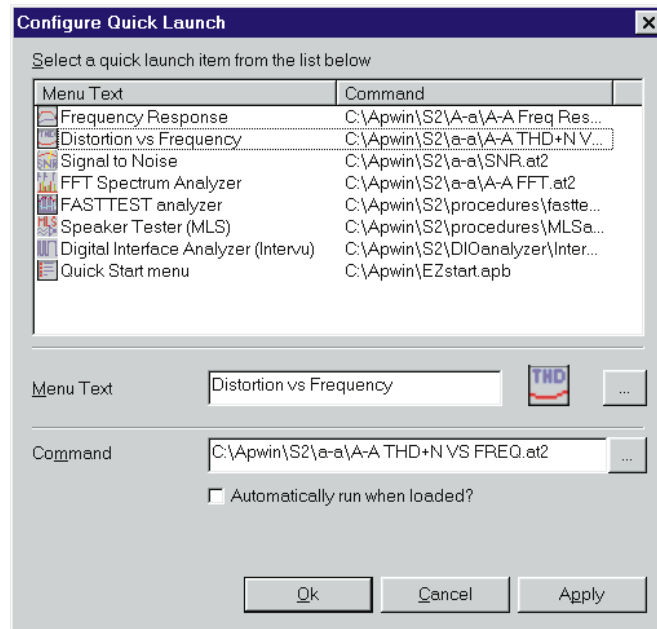 Configure Quick Launch
Select a quick launch item from the list below
Menu Text Command
Frequency Response C:\Apwin\S2\A-a\A-A Freq Res...
THD Distortion vs Frequency C:\Apwin\S2\a-a\A-A THD+N V...
SNR Signal to Noise C:\Apwin\S2\a-a\SNR.at2
FFT Spectrum Analyzer C:\Apwin\S2\a-a\A-A FFT.at2
FASTTEST analyzer C:\Apwin\S2\procedures\fastte...
MLS Speaker Tester (MLS) C:\Apwin\S2\procedures\MLSa...
Digital Interface Analyzer (Intervu) C:\Apwin\S2\DIOanalyzer\Inter...
Quick Start menu C:\Apwin\EZstart.apb
Menu Text Distortion vs Frequency THD ...
Command C:\Apwin\S2\a-a\A-A THD+N VS FREQ.at2 ...
Automatically run when loaded?
Ok Cancel Apply